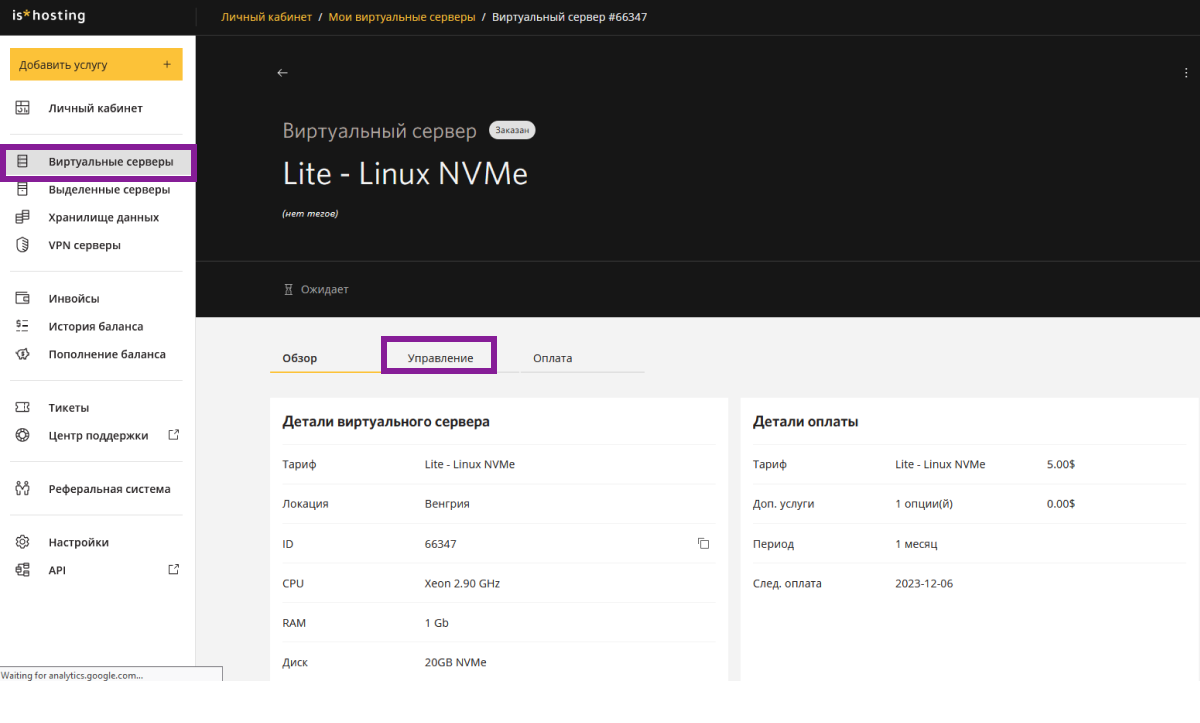 is*hosting
Личный кабинет / Мои виртуальные серверы / Виртуальный сервер #66347
Добавить услугу +
Личный кабинет
Виртуальные серверы
Выделенные серверы
Хранилище данных
VPN серверы
Инвойсы
История баланса
Пополнение баланса
Тикеты
Центр поддержки
Реферальная система
Настройки
API
Виртуальный сервер Заказан
Lite - Linux NVMe
(нет тегов)
Ожидает
Обзор Управление Оплата
Детали виртуального сервера
Тариф Lite - Linux NVMe
Локация Венгрия
ID 66347
CPU Xeon 2.90 GHz
RAM 1 Gb
Диск 20GB NVMe
Детали оплаты
Тариф Lite - Linux NVMe 5.00$
Доп. услуги 1 опции(й) 0.00$
Период 1 месяц
След. оплата 2023-12-06
Waiting for analytics.google.com...